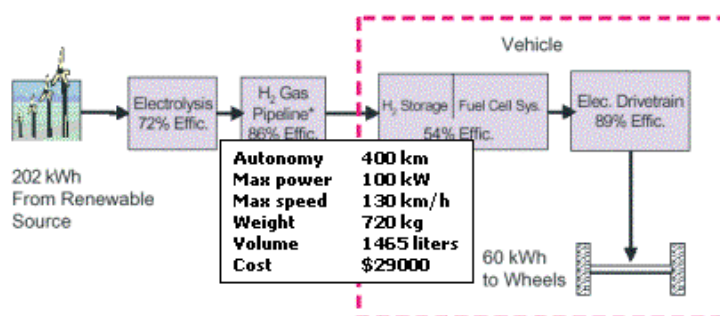 Vehicle
Electrolysis
72% Effic.
H2 Gas
Pipeline*
86% Effic.
H2 Storage
Fuel Cell Sys.
54% Effic.
Elec. Drivetrain
89% Effic.
202 kWh
From Renewable
Source
Autonomy 400 km
Max power 100 kW
Max speed 130 km/h
Weight 720 kg
Volume 1465 liters
Cost $29000
60 kWh
to Wheels